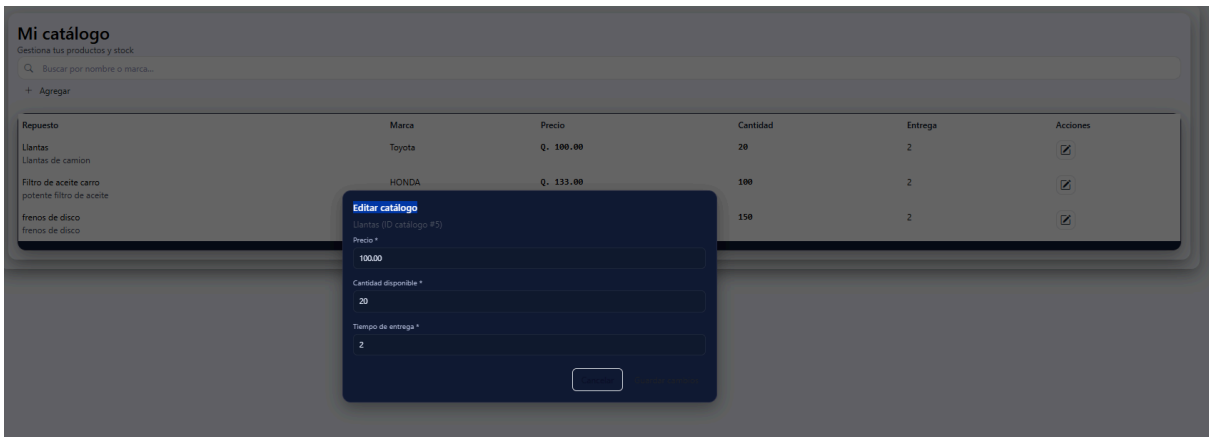 Mi catálogo
Gestiona tus productos y stock
Buscar por nombre o marca...
+ Agregar
Repuesto Marca Precio Cantidad Entrega Acciones
Llantas Toyota Q. 100.00 20 2
Llantas de camion
Filtro de aceite carro HONDA Q. 133.00 100 2
potente filtro de aceite
frenos de disco 150 2
frenos de disco
Editar catálogo
Llantas (ID catálogo #5)
Precio *
100.00
Cantidad disponible *
20
Tiempo de entrega *
2